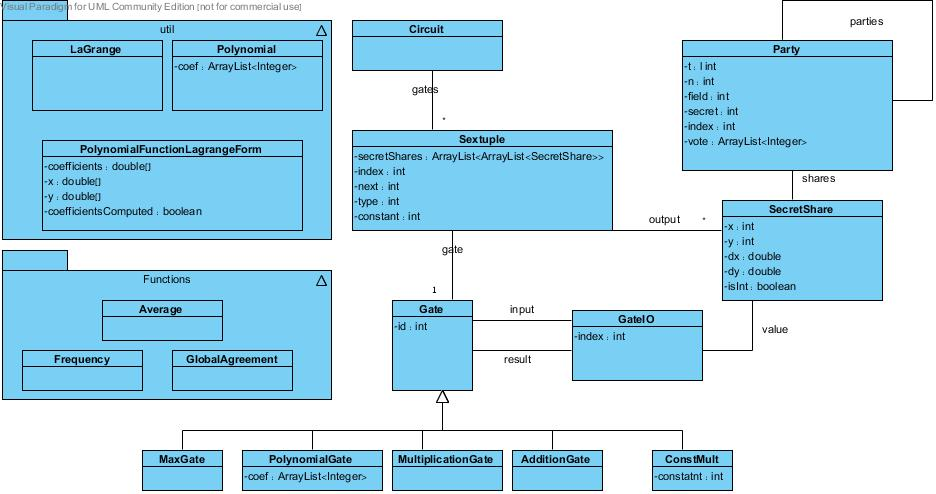 Visual Paradigm for UML Community Edition [not for commercial use]
util
LaGrange
Polynomial
-coef : ArrayList<Integer>
PolynomialFunctionLagrangeForm
-coefficients : double[]
-x : double[]
-y : double[]
-coefficientsComputed : boolean
Functions
Average
Frequency
GlobalAgreement
Circuit
gates
*
Sextuple
-secretShares : ArrayList<ArrayList<SecretShare>>
-index : int
-next : int
-type : int
-constant : int
parties
Party
-t : l int
-n : int
-field : int
-secret : int
-index : int
-vote : ArrayList<Integer>
shares
output
*
SecretShare
-x : int
-y : int
-dx : double
-dy : double
-isInt : boolean
gate
1
Gate
-id : int
input
result
GateIO
-index : int
value
MaxGate
PolynomialGate
-coef : ArrayList<Integer>
MultiplicationGate
AdditionGate
ConstMult
-constatnt : int